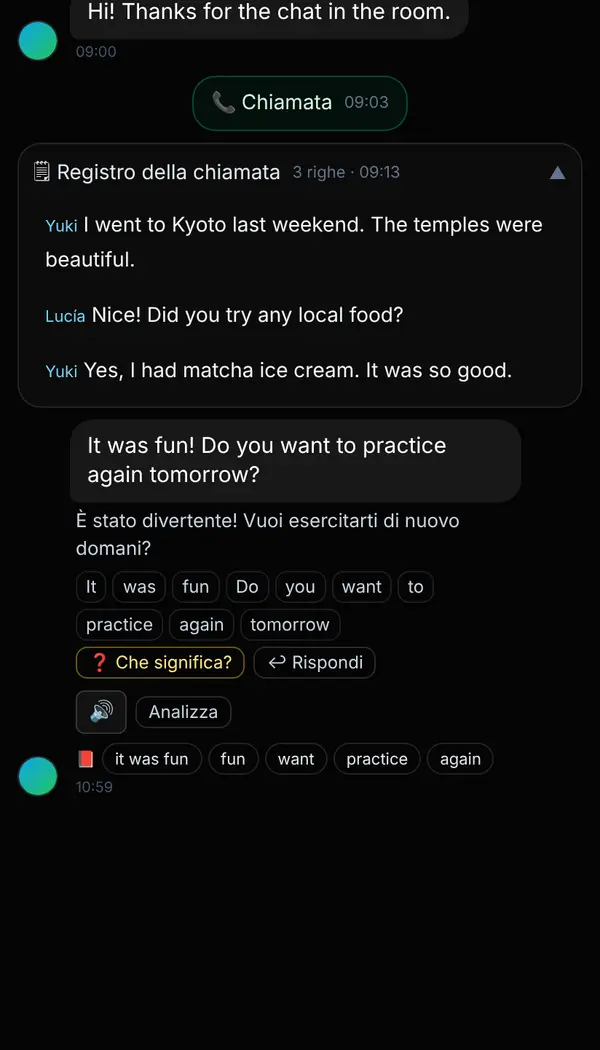 Hi! Thanks for the chat in the room.
09:00
Chiamata 09:03
Registro della chiamata 3 righe · 09:13
Yuki I went to Kyoto last weekend. The temples were
beautiful.
Lucía Nice! Did you try any local food?
Yuki Yes, I had matcha ice cream. It was so good.
It was fun! Do you want to practice
again tomorrow?
È stato divertente! Vuoi esercitarti di nuovo
domani?
It was fun Do you want to
practice again tomorrow
❓ Che significa? ↩ Rispondi
Analizza
it was fun fun want practice again
10:59